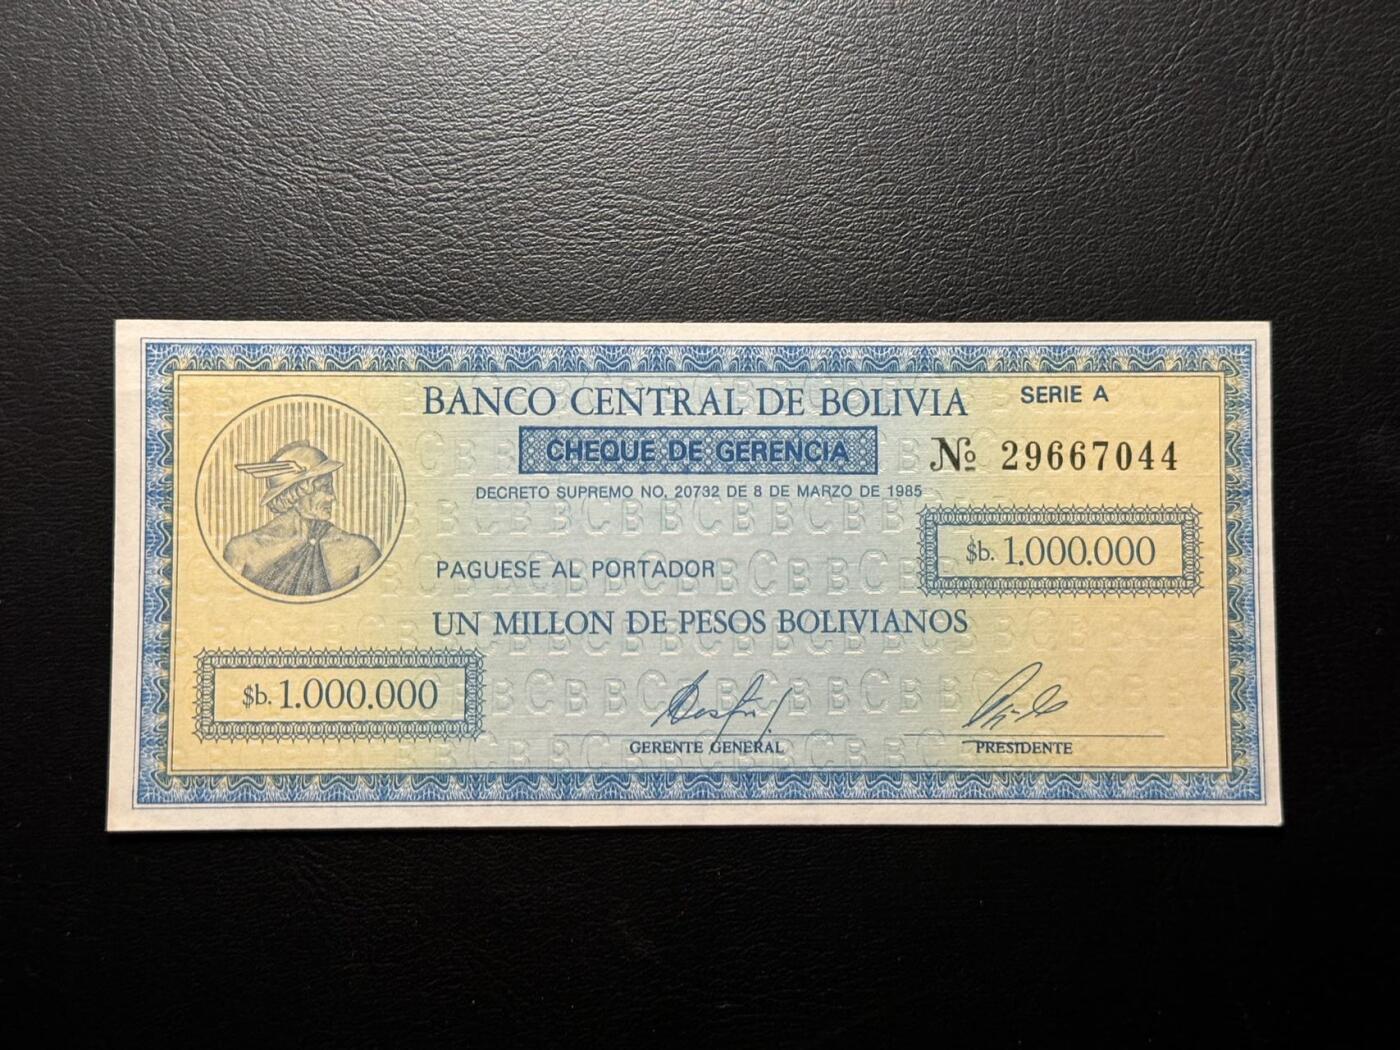 BANCO CENTRAL DE BOLIVIA
SERIE A
CHEQUE DE GERENCIA
Nº 29667044
DECRETO SUPREMO NO. 20732 DE 8 DE MARZO DE 1985
$b. 1.000.000
PAGUESE AL PORTADOR
UN MILLON DE PESOS BOLIVIANOS
$b. 1.000.000
GERENTE GENERAL
PRESIDENTE